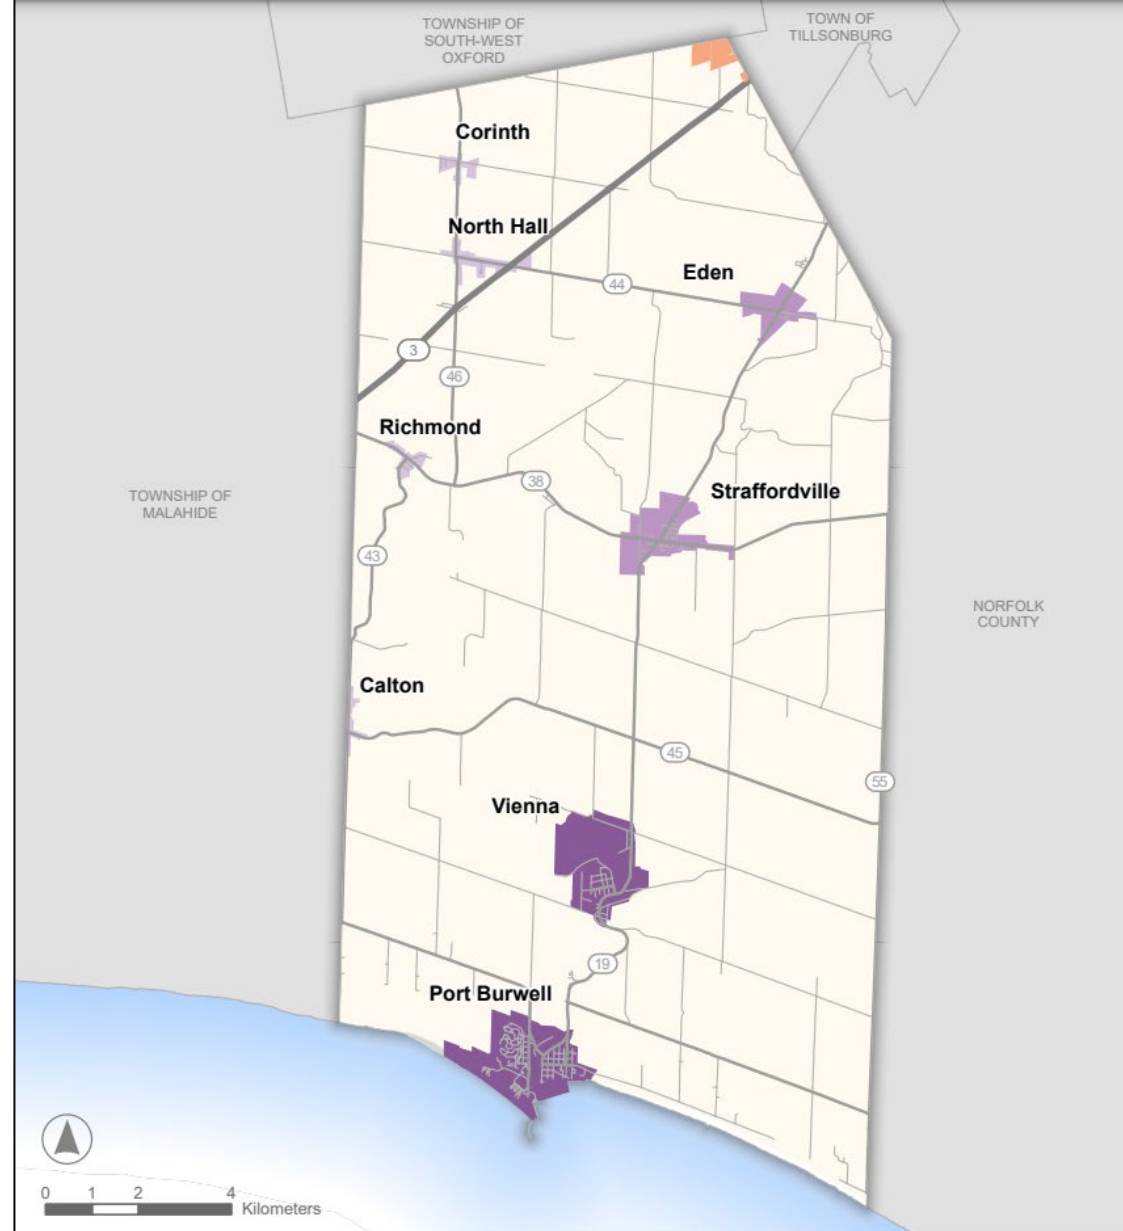 TOWNSHIP OF
SOUTH-WEST
OXFORD
TOWN OF
TILLSONBURG
Corinth
North Hall
Eden
44
3
46
Richmond
38
Straffordville
TOWNSHIP OF
MALAHIDE
43
NORFOLK
COUNTY
Calton
45
55
Vienna
19
Port Burwell
0 1 2 4
Kilometers